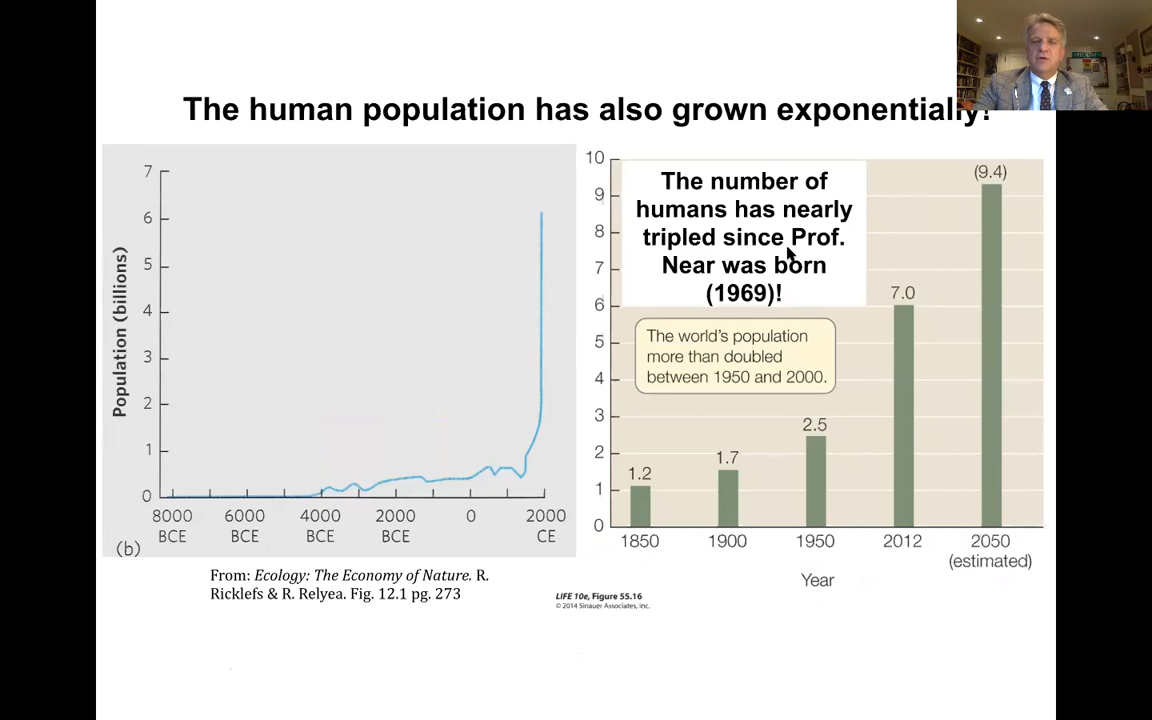 The human population has also grown exponentially!
7
6
5
4
3
2
1
0
Population (billions)
8000 6000 4000 2000 0 2000
BCE BCE BCE BCE CE
(b)
From: Ecology: The Economy of Nature. R.
Ricklefs & R. Relyea. Fig. 12.1 pg. 273
10
9
8
7
6
5
4
3
2
1
0
The number of
humans has nearly
tripled since Prof.
Near was born
(1969)!
The world's population
more than doubled
between 1950 and 2000.
1.2
1.7
2.5
7.0
(9.4)
1850 1900 1950 2012 2050
(estimated)
Year
LIFE 10e, Figure 55.16
© 2014 Sinauer Associates, Inc.